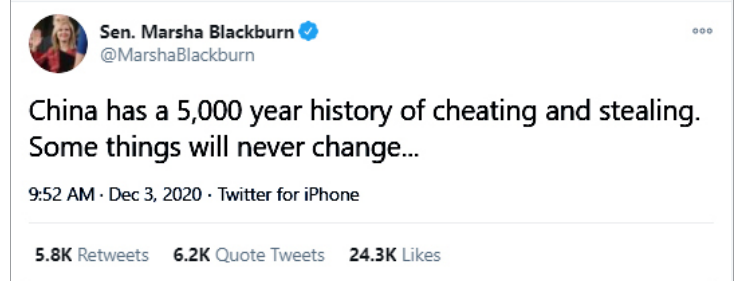 Sen. Marsha Blackburn
@MarshaBlackburn
China has a 5,000 year history of cheating and stealing.
Some things will never change...
9:52 AM · Dec 3, 2020 · Twitter for iPhone
5.8K Retweets 6.2K Quote Tweets 24.3K Likes